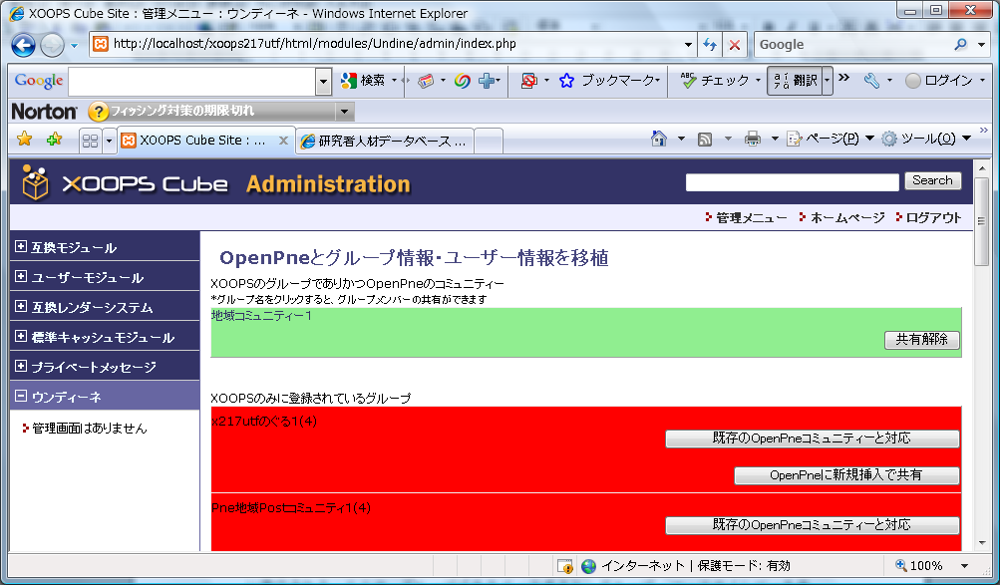 XOOPS Cube Site : 管理メニュー : ウンディーネ - Windows Internet Explorer
http://localhost/xoops217utf/html/modules/Undine/admin/index.php
Google
Google 検索 ブックマーク ABC チェック 翻訳 ログイン
Norton フィッシング対策の期限切れ
XOOPS Cube Site : ... 研究者人材データベース ... ページ(P) ツール(O)
XOOPS Cube Administration Search
管理メニュー ホームページ ログアウト
互換モジュール
ユーザーモジュール
互換レンダーシステム
標準キャッシュモジュール
プライベートメッセージ
ウンディーネ
管理画面はありません
OpenPneとグループ情報・ユーザー情報を移植
XOOPSのグループでありかつOpenPneのコミュニティー
*グループ名をクリックすると、グループメンバーの共有ができます
地域コミュニティー1
共有解除
XOOPSのみに登録されているグループ
x217utfのぐる1(4)
既存のOpenPneコミュニティーと対応
OpenPneに新規挿入で共有
Pne地域Postコミュニティ1(4)
既存のOpenPneコミュニティーと対応
インターネット | 保護モード: 有効 100%